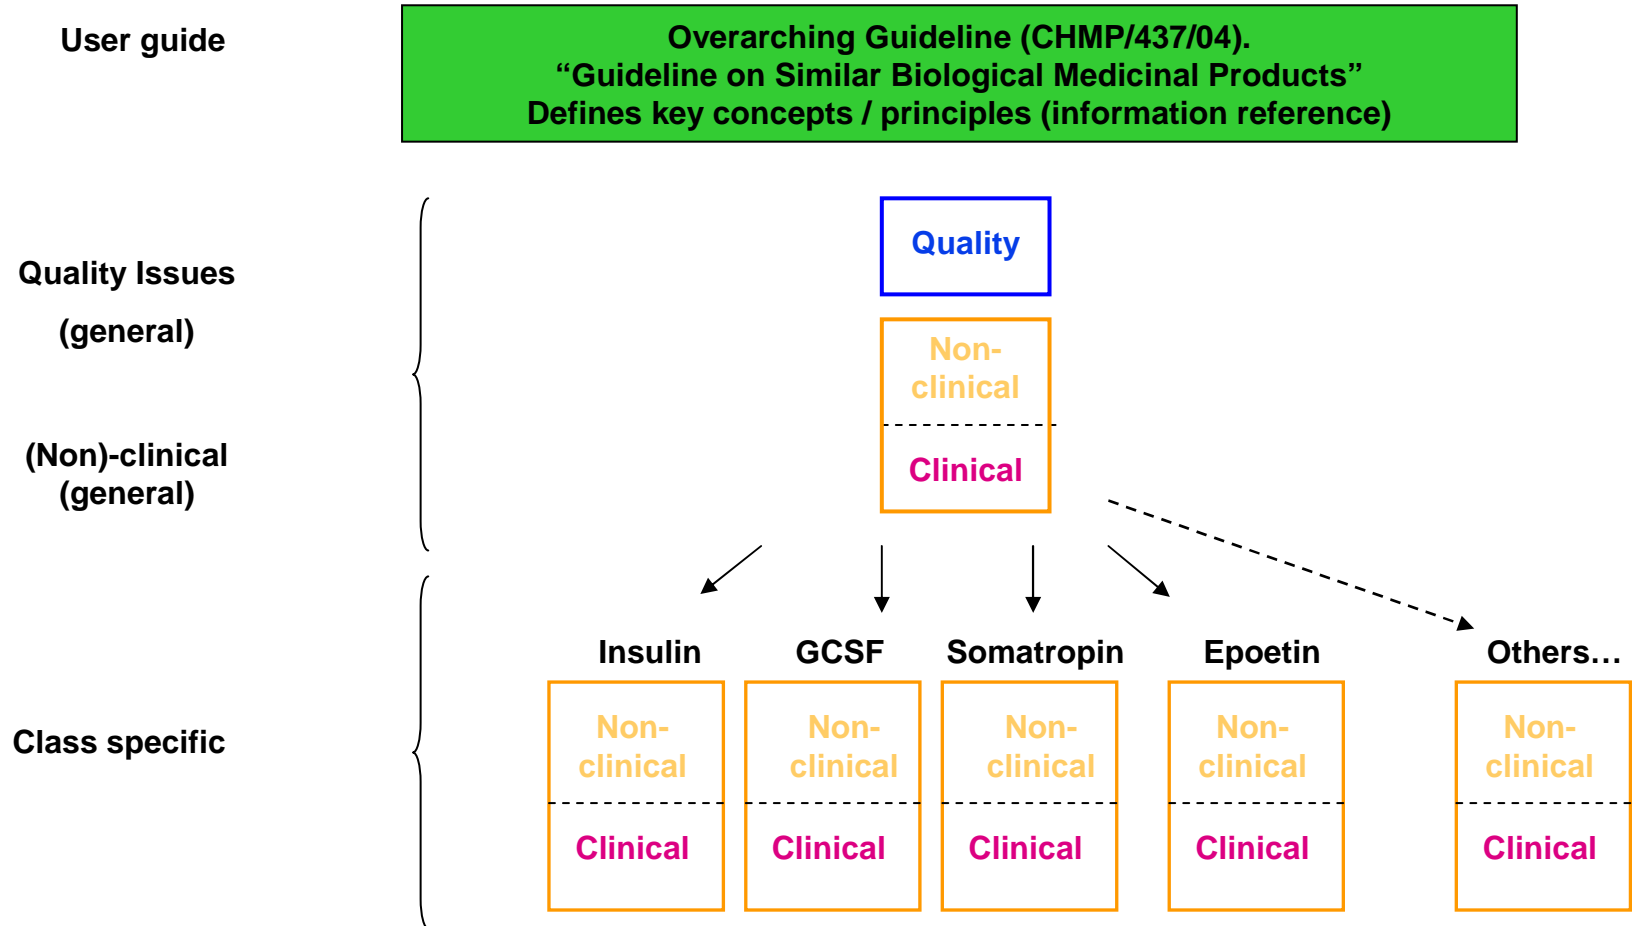 User guide
Overarching Guideline (CHMP/437/04).
“Guideline on Similar Biological Medicinal Products”
Defines key concepts / principles (information reference)
Quality Issues
(general)
(Non)-clinical
(general)
Quality
Non-
clinical
Clinical
Class specific
Insulin
GCSF
Somatropin
Epoetin
Others…
Non-
clinical
Clinical
Non-
clinical
Clinical
Non-
clinical
Clinical
Non-
clinical
Clinical
Non-
clinical
Clinical